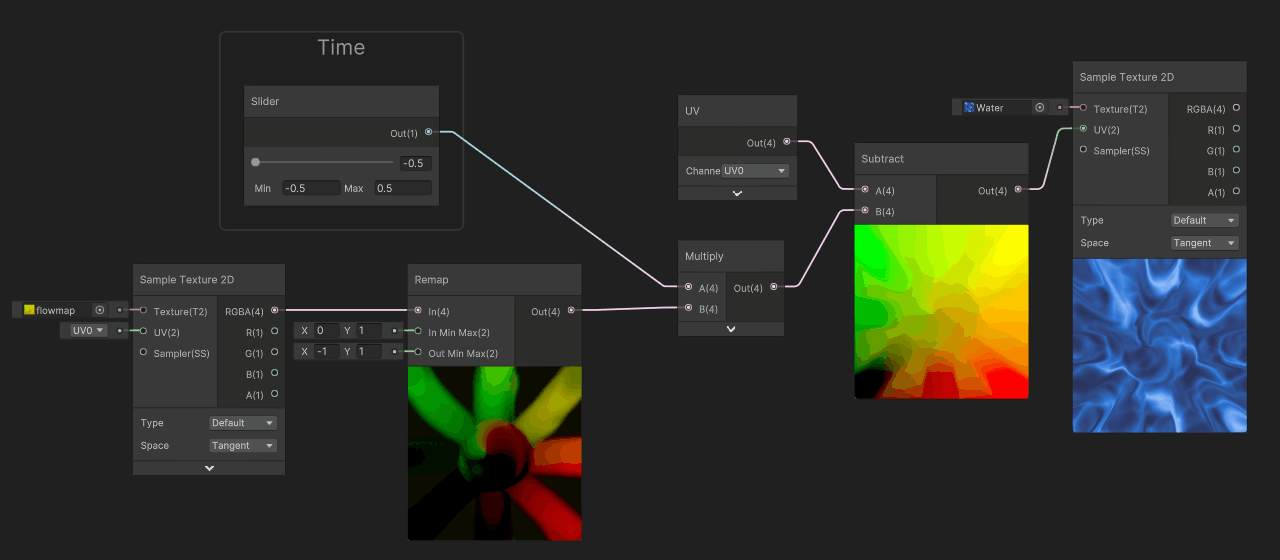 Time
Slider
Out(1)
-0.5
Min -0.5 Max 0.5
Sample Texture 2D
flowmap
Texture(T2) RGBA(4)
UV0 UV(2) R(1)
Sampler(SS) G(1)
B(1)
A(1)
Type Default
Space Tangent
Remap
In(4) Out(4)
X 0 Y 1 In Min Max(2)
X -1 Y 1 Out Min Max(2)
UV
Out(4)
Channe UV0
Multiply
A(4) Out(4)
B(4)
Subtract
A(4) Out(4)
B(4)
Sample Texture 2D
Water
Texture(T2) RGBA(4)
UV(2) R(1)
Sampler(SS) G(1)
B(1)
A(1)
Type Default
Space Tangent